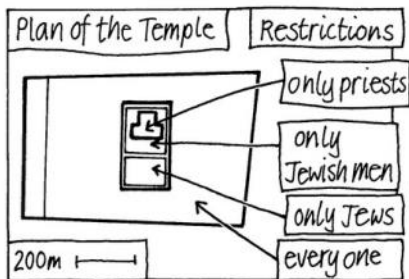 Plan of the Temple
Restrictions
only priests
only
Jewish men
only Jews
every one
200m